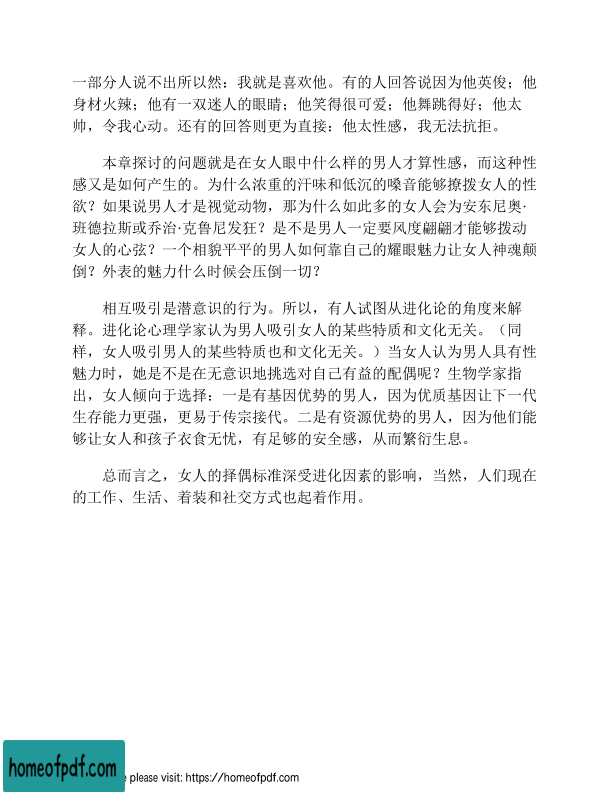 一部分人说不出所以然：我就是喜欢他。有的人回答说因为他英俊；他
身材火辣；他有一双迷人的眼睛；他笑得很可爱；他舞跳得好；他太
帅，令我心动。还有的回答则更为直接：他太性感，我无法抗拒。
本章探讨的问题就是在女人眼中什么样的男人才算性感，而这种性
感又是如何产生的。为什么浓重的汗味和低沉的嗓音能够撩拨女人的性
欲？如果说男人才是视觉动物，那为什么如此多的女人会为安东尼奥·
班德拉斯或乔治·克鲁尼发狂？是不是男人一定要风度翩翩才能够拨动
女人的心弦？一个相貌平平的男人如何靠自己的耀眼魅力让女人神魂颠
倒？外表的魅力什么时候会压倒一切？
相互吸引是潜意识的行为。所以，有人试图从进化论的角度来解
释。进化论心理学家认为男人吸引女人的某些特质和文化无关。（同
样，女人吸引男人的某些特质也和文化无关。）当女人认为男人具有性
魅力时，她是不是在无意识地挑选对自己有益的配偶呢？生物学家指
出，女人倾向于选择：一是有基因优势的男人，因为优质基因让下一代
生存能力更强，更易于传宗接代。二是有资源优势的男人，因为他们能
够让女人和孩子衣食无忧，有足够的安全感，从而繁衍生息。
总而言之，女人的择偶标准深受进化因素的影响，当然，人们现在
的工作、生活、着装和社交方式也起着作用。
homeofpdf.com
e please visit: https://homeofpdf.com